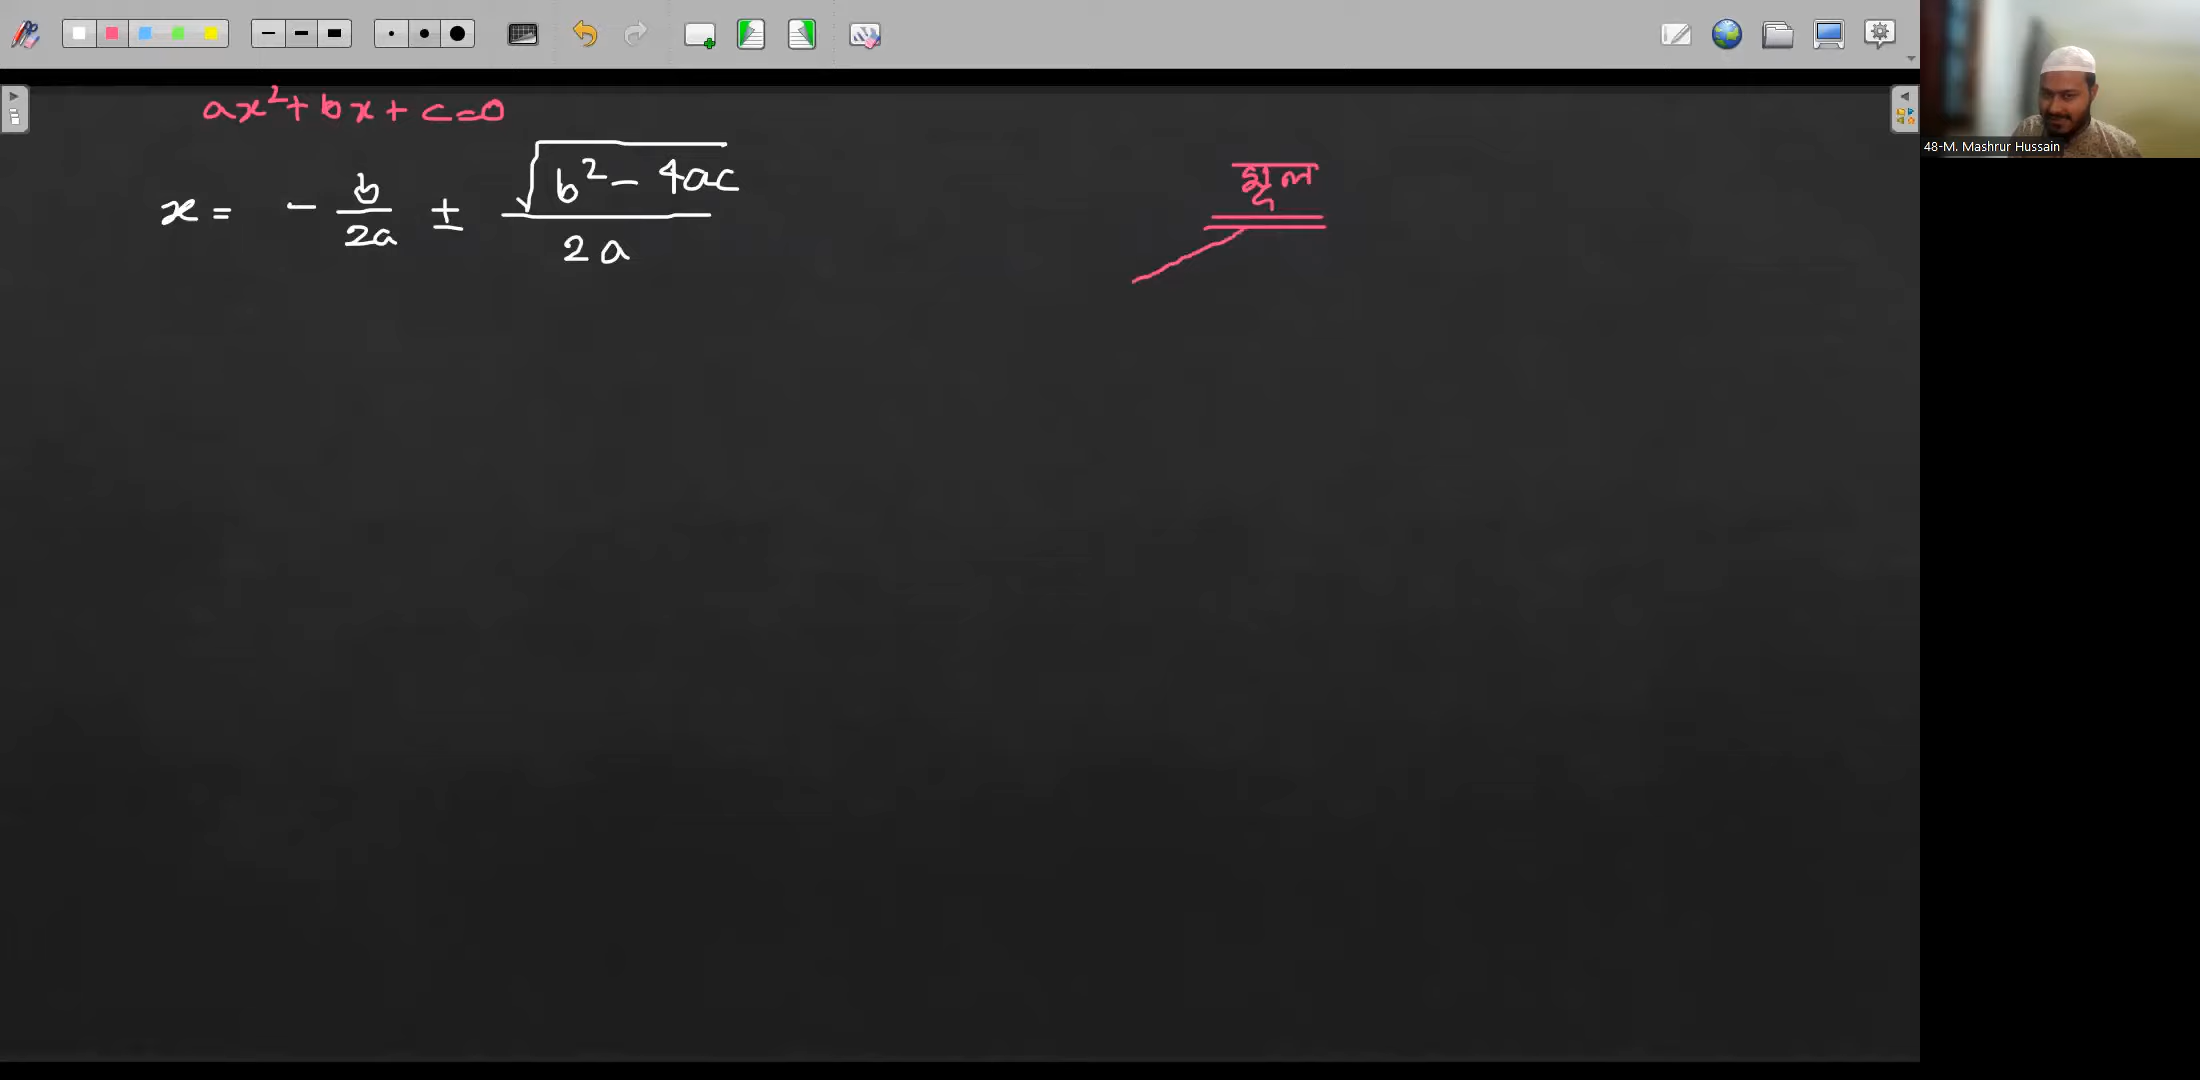 ax²+bx+c=0
x = - b/2a ± √(b²-4ac)/2a
মূল
48-M. Mashrur Hussain